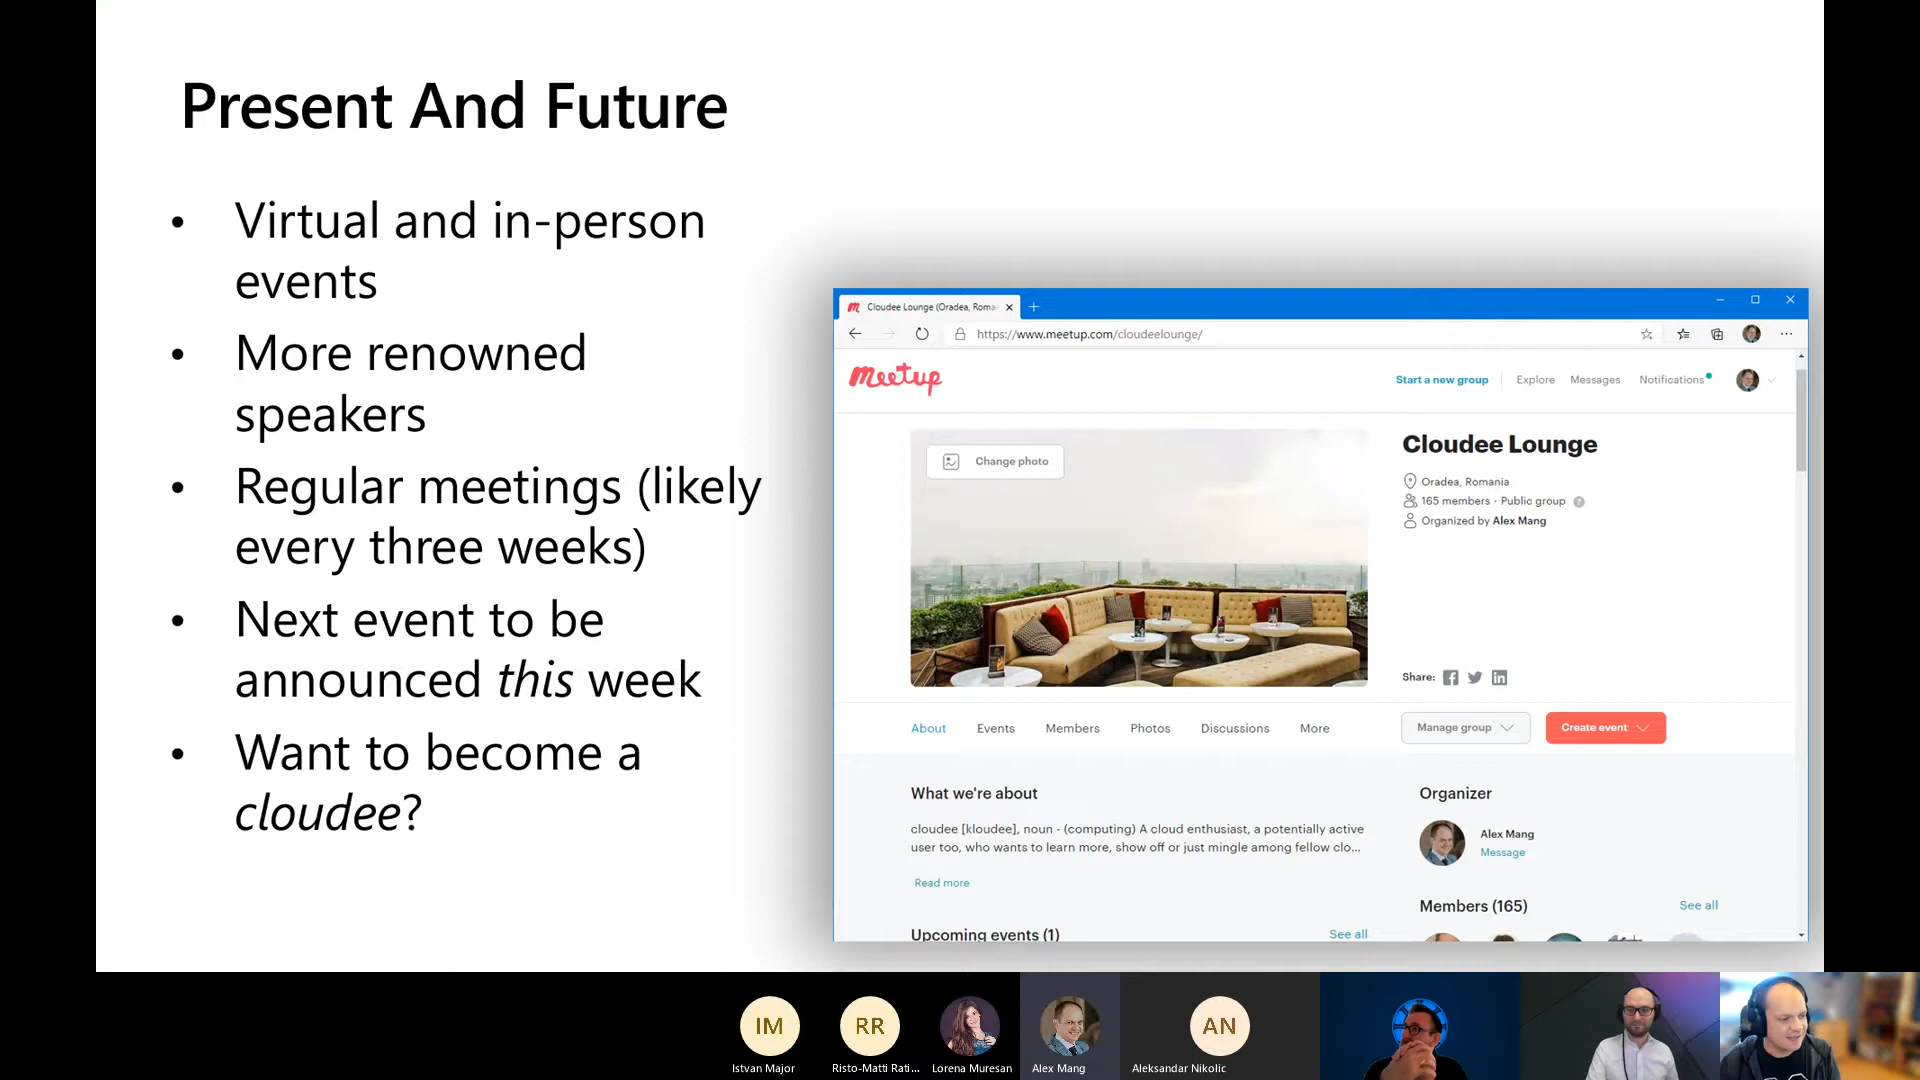 Present And Future
• Virtual and in-person
events
• More renowned
speakers
• Regular meetings (likely
every three weeks)
• Next event to be
announced this week
• Want to become a
cloudee?
Cloudee Lounge (Oradea, Roma
https://www.meetup.com/cloudeelounge/
Meetup
Start a new group
Explore
Messages
Notifications
Change photo
Cloudee Lounge
Oradea, Romania
165 members · Public group
Organized by Alex Mang
Share:
About
Events
Members
Photos
Discussions
More
Manage group
Create event
What we're about
cloudee [kloudee], noun - (computing) A cloud enthusiast, a potentially active
user too, who wants to learn more, show off or just mingle among fellow clo...
Read more
Upcoming events (1)
See all
Organizer
Alex Mang
Message
Members (165)
See all
IM
RR
AN
Istvan Major
Risto-Matti Rati...
Lorena Muresan
Alex Mang
Aleksandar Nikolic